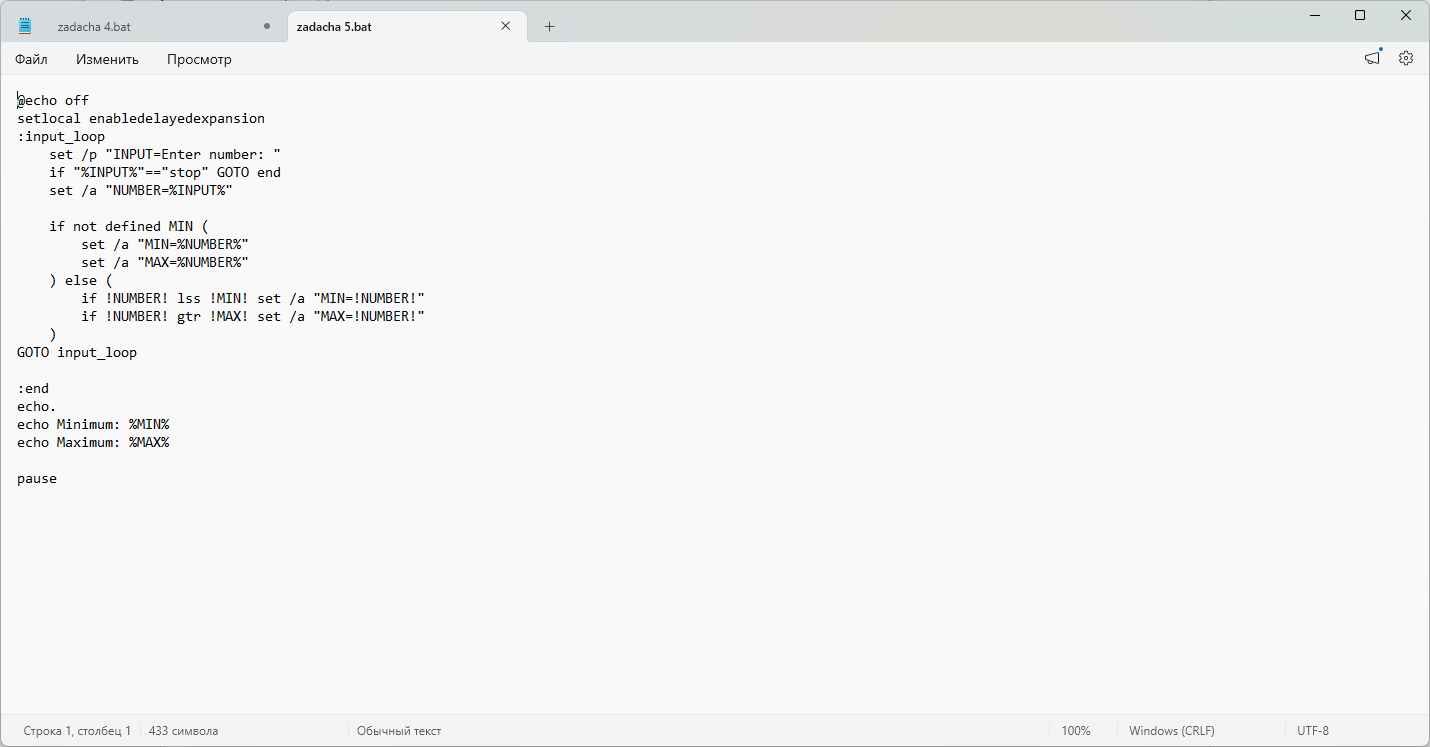 zadacha 4.bat
zadacha 5.bat
Файл Изменить Просмотр
@echo off
setlocal enabledelayedexpansion
:input_loop
    set /p "INPUT=Enter number: "
    if "%INPUT%"=="stop" GOTO end
    set /a "NUMBER=%INPUT%"

    if not defined MIN (
        set /a "MIN=%NUMBER%"
        set /a "MAX=%NUMBER%"
    ) else (
        if !NUMBER! lss !MIN! set /a "MIN=!NUMBER!"
        if !NUMBER! gtr !MAX! set /a "MAX=!NUMBER!"
    )
GOTO input_loop

:end
echo.
echo Minimum: %MIN%
echo Maximum: %MAX%

pause
Строка 1, столбец 1 433 символа Обычный текст 100% Windows (CRLF) UTF-8